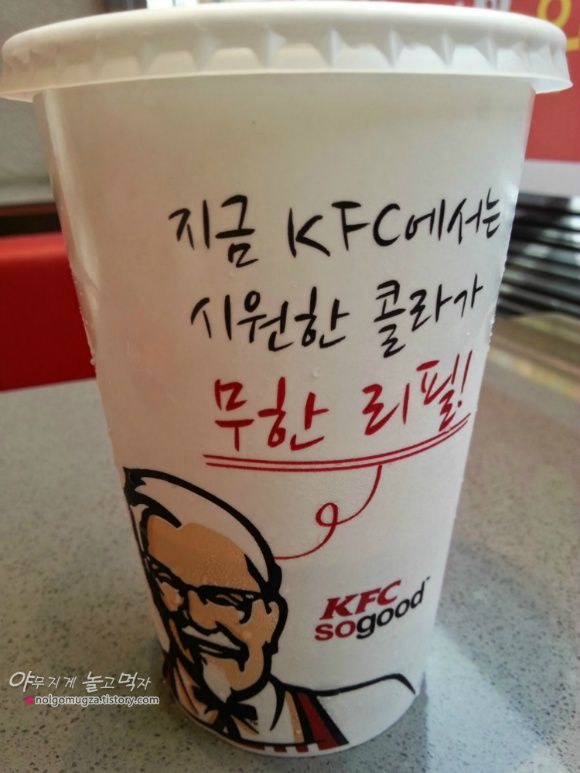 지금 KFC에서는
시원한 콜라가
무한 리필!
KFC
sogood™
야무지게 놀고 먹자
nolgomugza.tistory.com